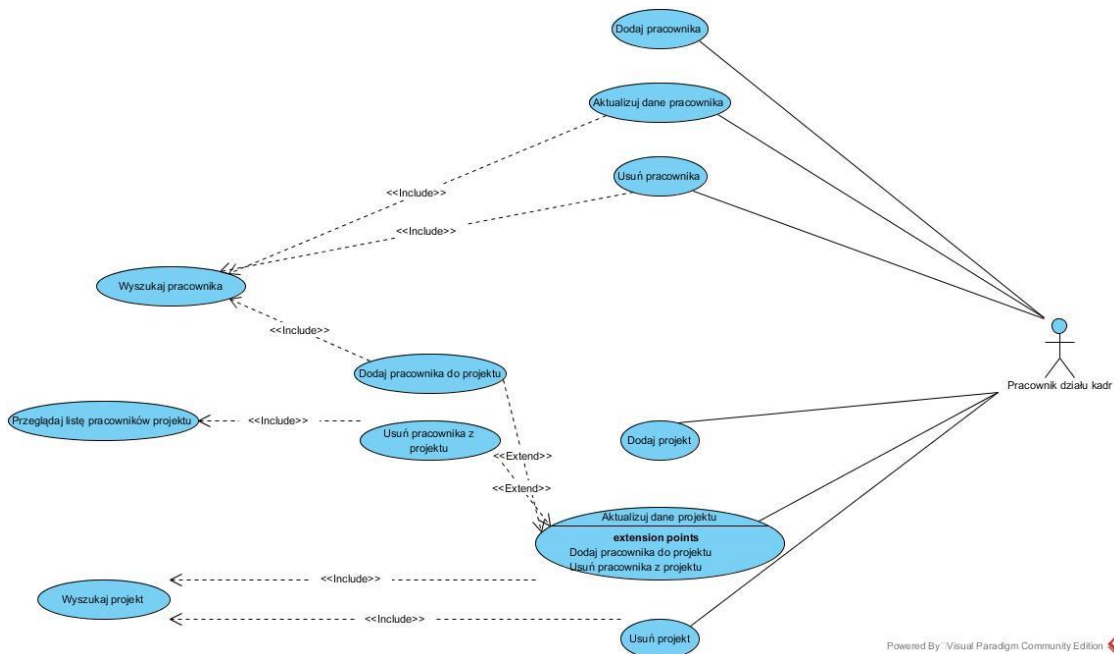 Dodaj pracownika
Aktualizuj dane pracownika
<<Include>>
Usuń pracownika
<<Include>>
Wyszukaj pracownika
<<Include>>
Pracownik działu kadr
Dodaj pracownika do projektu
Przeglądaj listę pracowników projektu
<<Include>>
Usuń pracownika z
projektu
Dodaj projekt
<<Extend>>
<<Extend>>
Aktualizuj dane projektu
extension points
Dodaj pracownika do projektu
Usuń pracownika z projektu
<<Include>>
Wyszukaj projekt
<<Include>>
Usuń projekt
Powered By Visual Paradigm Community Edition